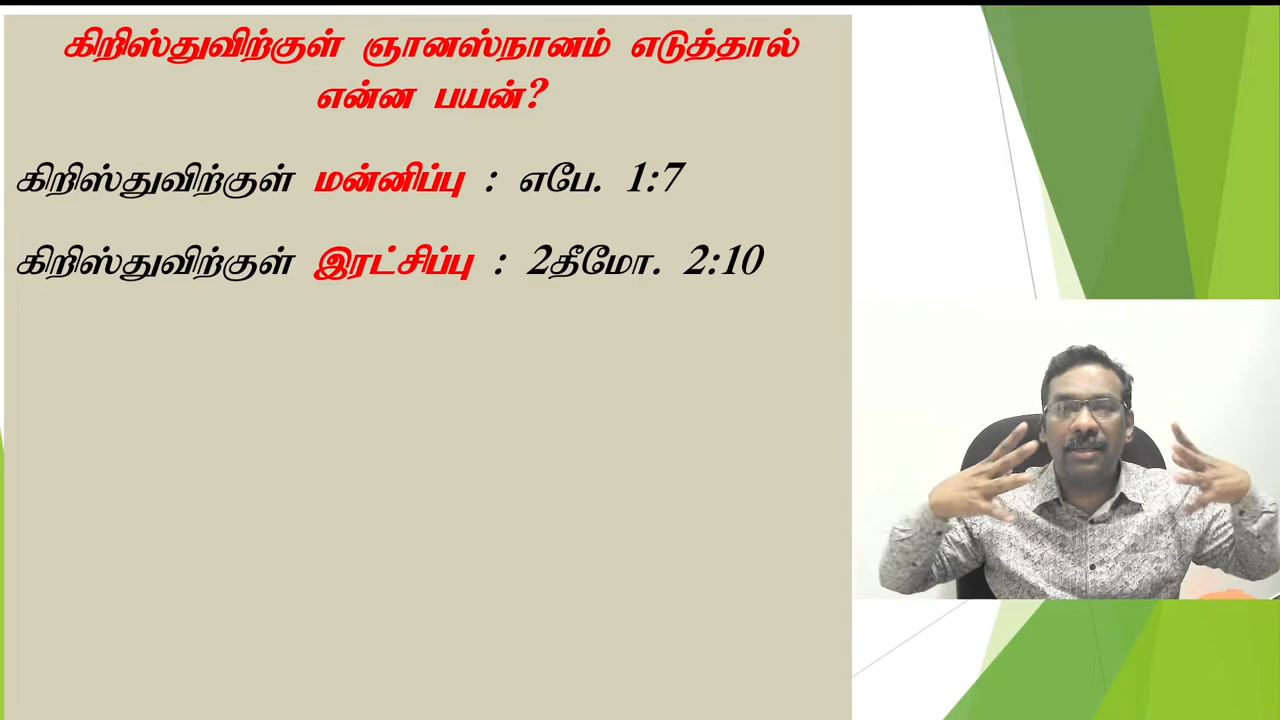 கிறிஸ்துவிற்குள் ஞானஸ்நானம் எடுத்தால்
என்ன பயன்?
கிறிஸ்துவிற்குள் மன்னிப்பு : எபே. 1:7
கிறிஸ்துவிற்குள் இரட்சிப்பு : 2தீமோ. 2:10